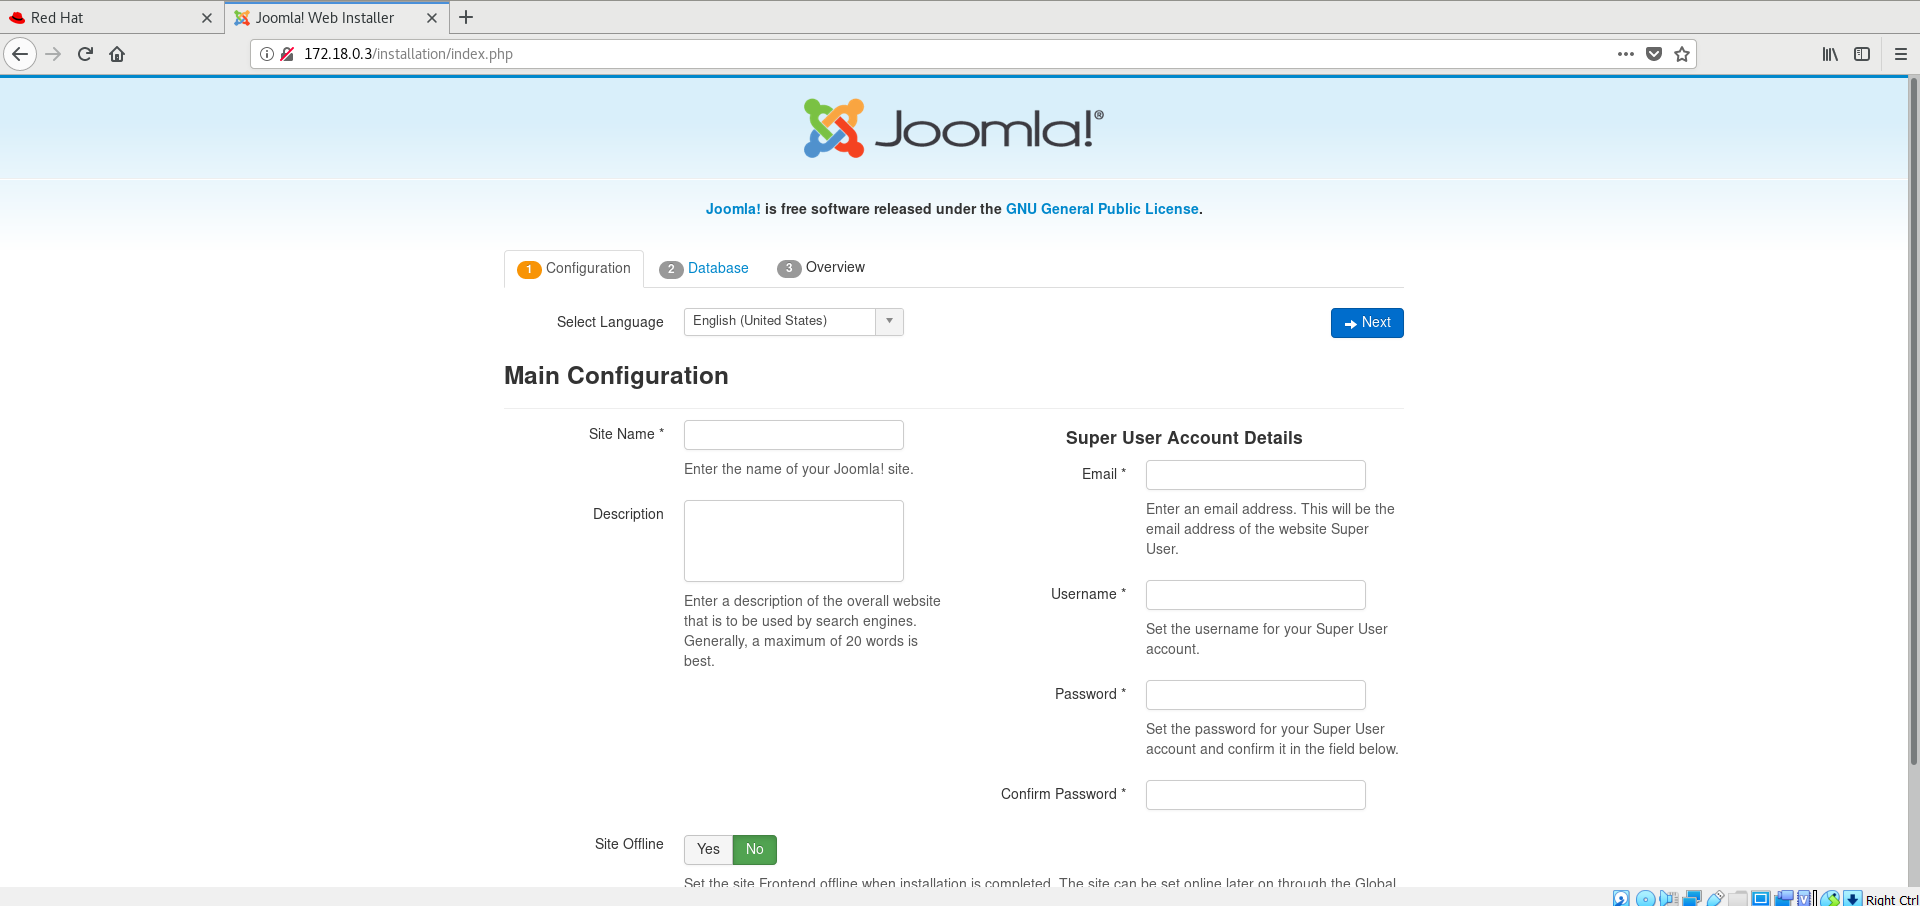 Red Hat
Joomla! Web Installer
172.18.0.3/installation/index.php
Joomla!®
Joomla! is free software released under the GNU General Public License.
1 Configuration
2 Database
3 Overview
Select Language
English (United States)
Next
Main Configuration
Site Name *
Enter the name of your Joomla! site.
Description
Enter a description of the overall website
that is to be used by search engines.
Generally, a maximum of 20 words is
best.
Super User Account Details
Email *
Enter an email address. This will be the
email address of the website Super
User.
Username *
Set the username for your Super User
account.
Password *
Set the password for your Super User
account and confirm it in the field below.
Confirm Password *
Site Offline
Yes
No
Set the site Frontend offline when installation is completed. The site can be set online later on through the Global
Right Ctrl